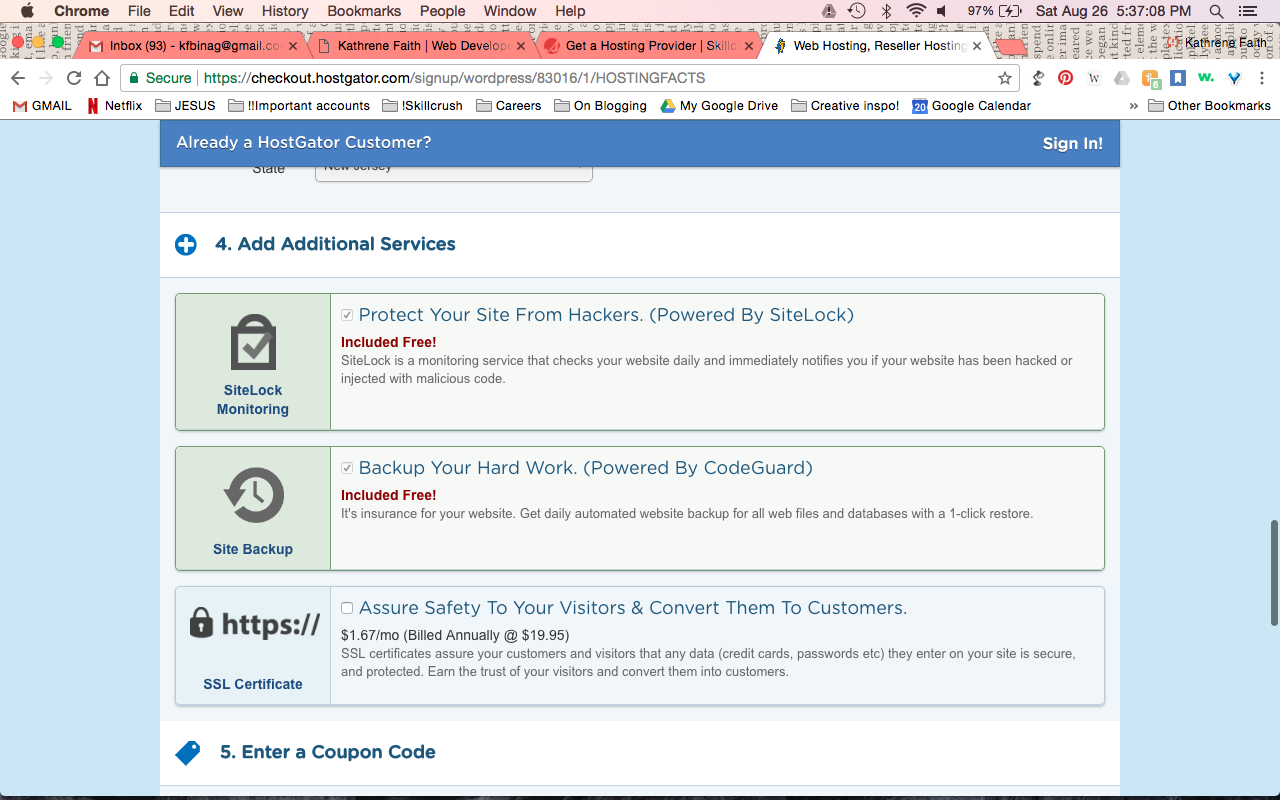 Chrome File Edit View History Bookmarks People Window Help 97% Sat Aug 26 5:37:08 PM
Inbox (93) - kfbinag@gmail.co
Kathrene Faith | Web Develope
Get a Hosting Provider | Skillc
Web Hosting, Reseller Hosting
Kathrene Faith
Secure https://checkout.hostgator.com/signup/wordpress/83016/1/HOSTINGFACTS
GMAIL Netflix JESUS !!Important accounts !Skillcrush Careers On Blogging My Google Drive Creative inspo! 20 Google Calendar » Other Bookmarks
Already a HostGator Customer? Sign In!
State New Jersey
4. Add Additional Services
Protect Your Site From Hackers. (Powered By SiteLock)
Included Free!
SiteLock is a monitoring service that checks your website daily and immediately notifies you if your website has been hacked or
injected with malicious code.
SiteLock
Monitoring
Backup Your Hard Work. (Powered By CodeGuard)
Included Free!
It's insurance for your website. Get daily automated website backup for all web files and databases with a 1-click restore.
Site Backup
https://
Assure Safety To Your Visitors & Convert Them To Customers.
$1.67/mo (Billed Annually @ $19.95)
SSL certificates assure your customers and visitors that any data (credit cards, passwords etc) they enter on your site is secure,
and protected. Earn the trust of your visitors and convert them into customers.
SSL Certificate
5. Enter a Coupon Code